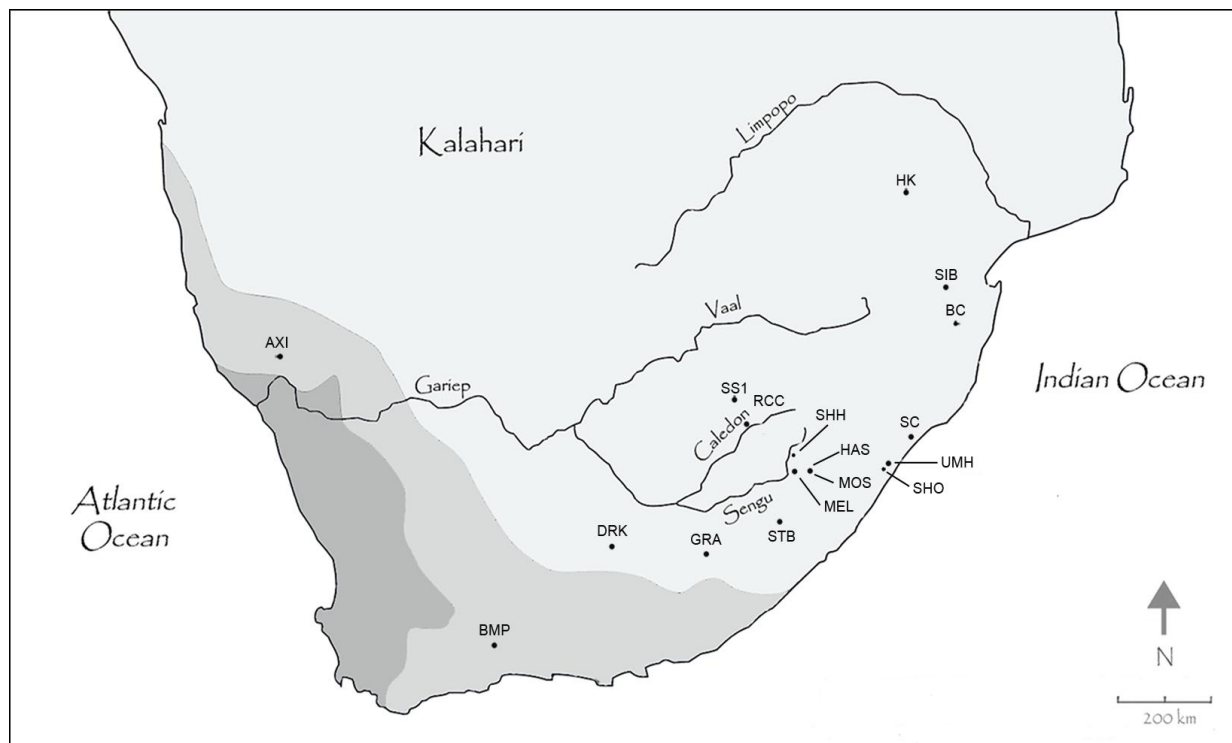 Limpopo
Kalahari
HK
SIB
Vaal
BC
AXI
Gariep
Indian Ocean
SS1
RCC
SHH
SC
Caledon
HAS
UMH
MOS
SHO
MEL
Atlantic
Ocean
Sengu
DRK
GRA
STB
BMP
N
200 km